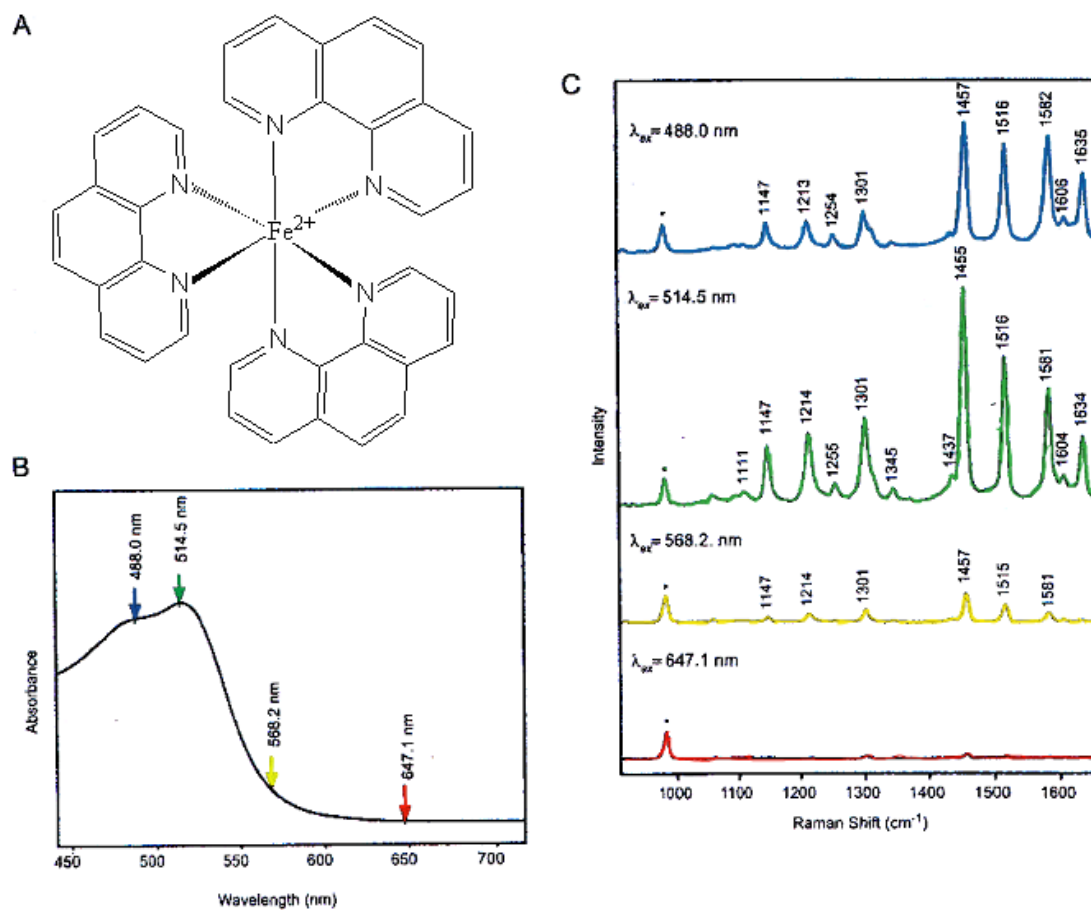 A
N
N
N
N
N
N
Fe2+
B
488.0 nm
514.5 nm
568.2 nm
647.1 nm
Absorbance
450 500 550 600 650 700
Wavelength (nm)
C
λex= 488.0 nm
* 1147 1213 1254 1301 1457 1516 1582 1606 1635
λex= 514.5 nm
* 1111 1147 1214 1255 1301 1345 1437 1455 1516 1581 1604 1634
λex= 568.2. nm
* 1147 1214 1301 1457 1515 1581
λex= 647.1 nm
*
Intensity
1000 1100 1200 1300 1400 1500 1600
Raman Shift (cm-1)